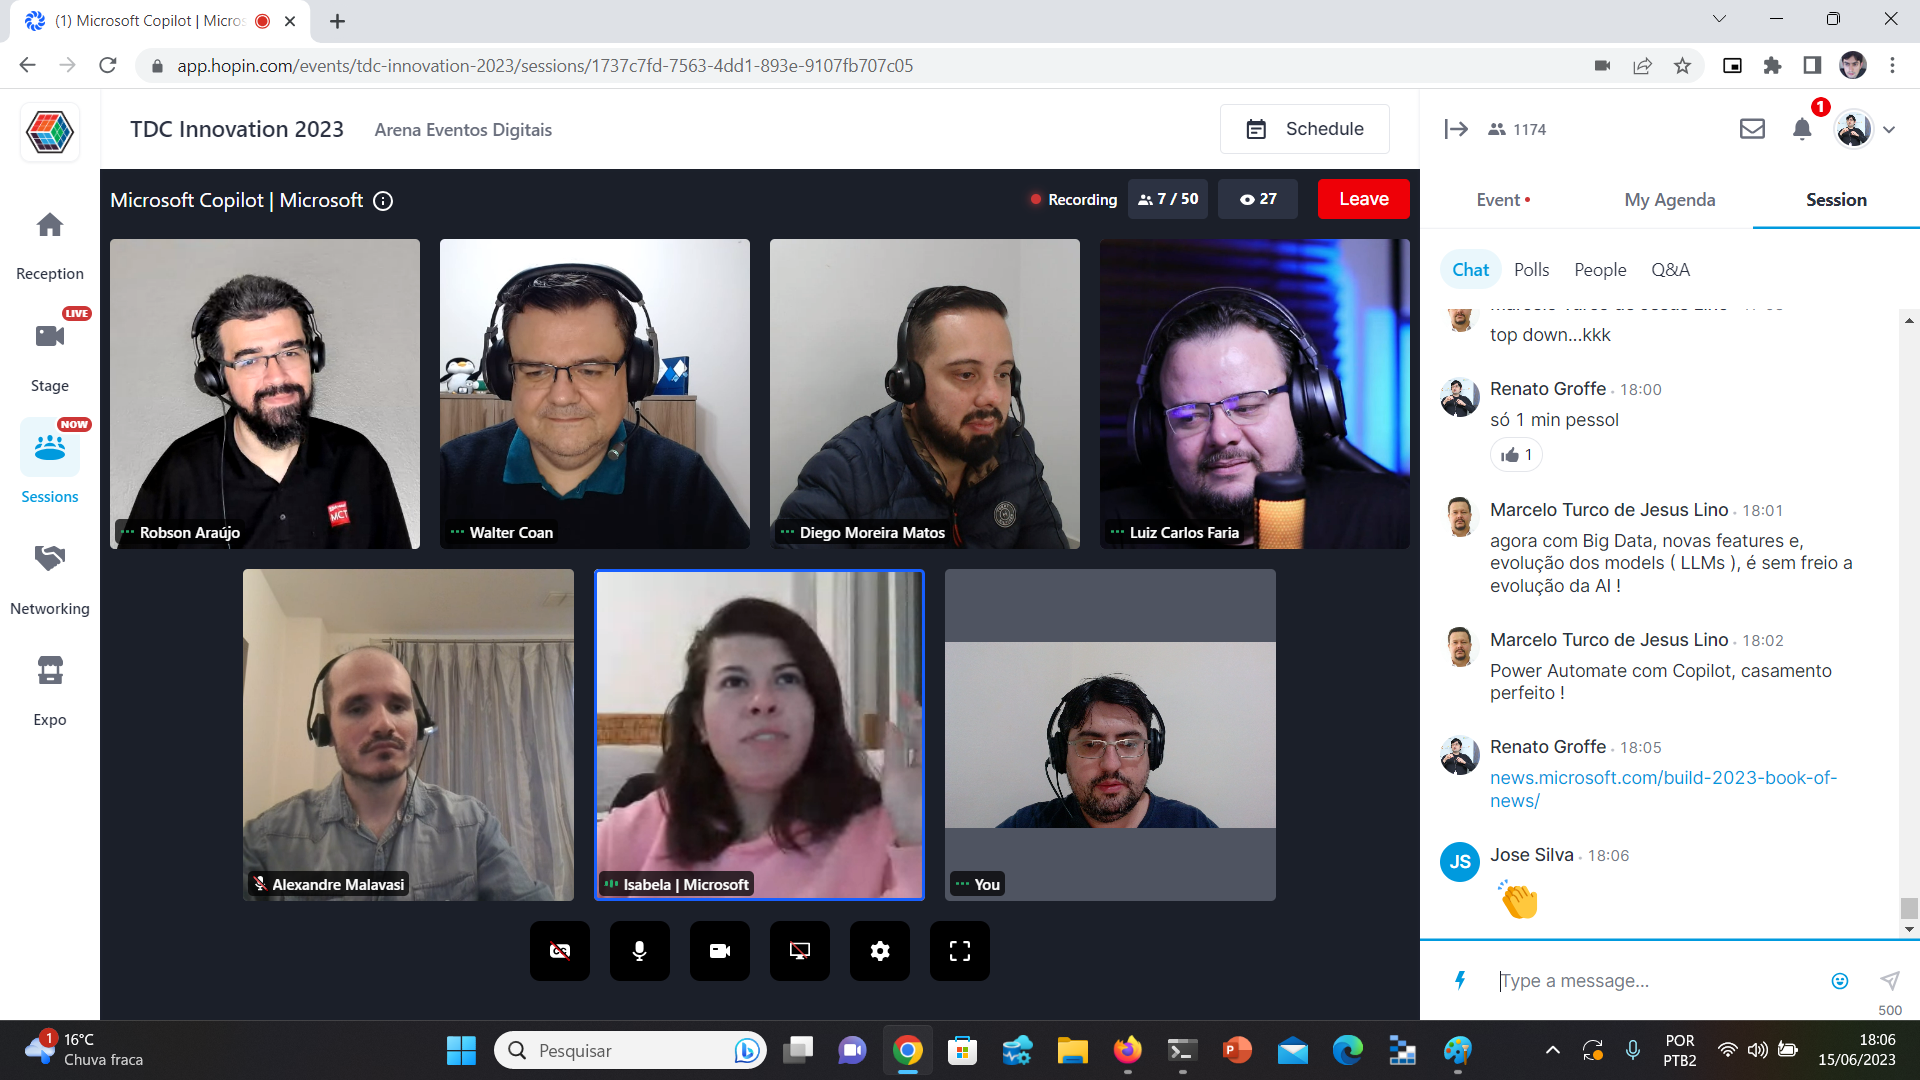 (1) Microsoft Copilot | Micros
app.hopin.com/events/tdc-innovation-2023/sessions/1737c7fd-7563-4dd1-893e-9107fb707c05
TDC Innovation 2023
Arena Eventos Digitais
Schedule
1174
1
Microsoft Copilot | Microsoft
Recording
7 / 50
27
Leave
Event
My Agenda
Session
Reception
LIVE
Stage
NOW
Sessions
Networking
Expo
MCT
Robson Araújo
Walter Coan
Diego Moreira Matos
Luiz Carlos Faria
Alexandre Malavasi
Isabela | Microsoft
You
Chat
Polls
People
Q&A
top down...kkk
Renato Groffe
18:00
só 1 min pessol
1
Marcelo Turco de Jesus Lino
18:01
agora com Big Data, novas features e,
evolução dos models ( LLMs ), é sem freio a
evolução da AI !
Marcelo Turco de Jesus Lino
18:02
Power Automate com Copilot, casamento
perfeito !
Renato Groffe
18:05
news.microsoft.com/build-2023-book-of-
news/
JS
Jose Silva
18:06
Type a message...
500
1
16°C
Chuva fraca
Pesquisar
POR
PTB2
18:06
15/06/2023